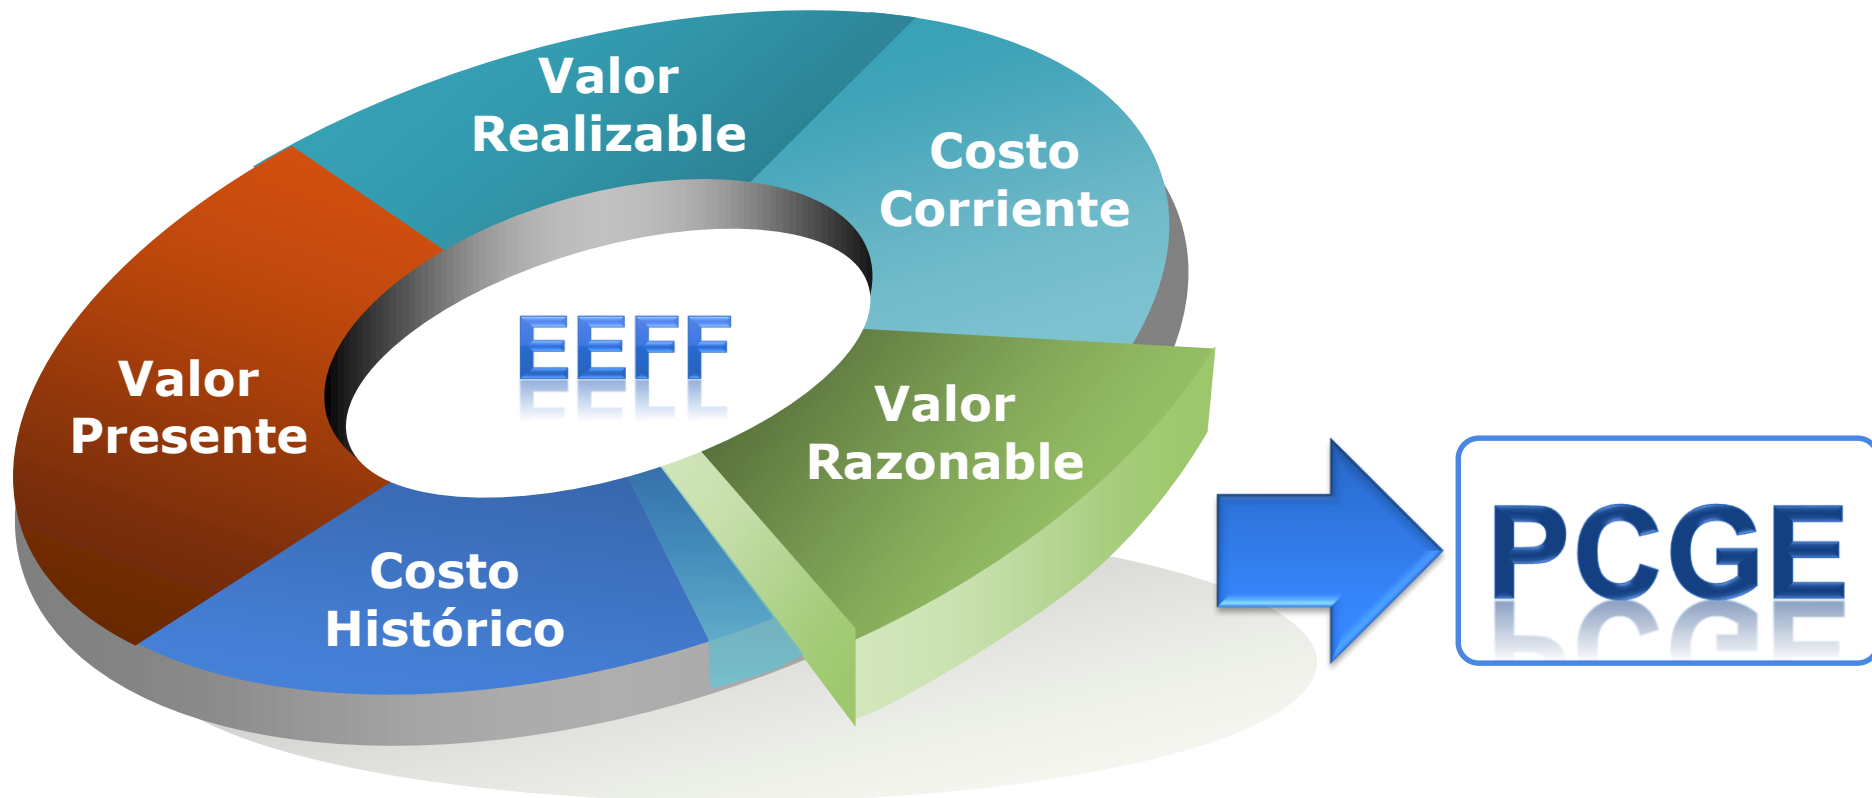 Valor
Realizable
Costo
Corriente
EEFF
Valor
Presente
Valor
Razonable
Costo
Histórico
PCGE